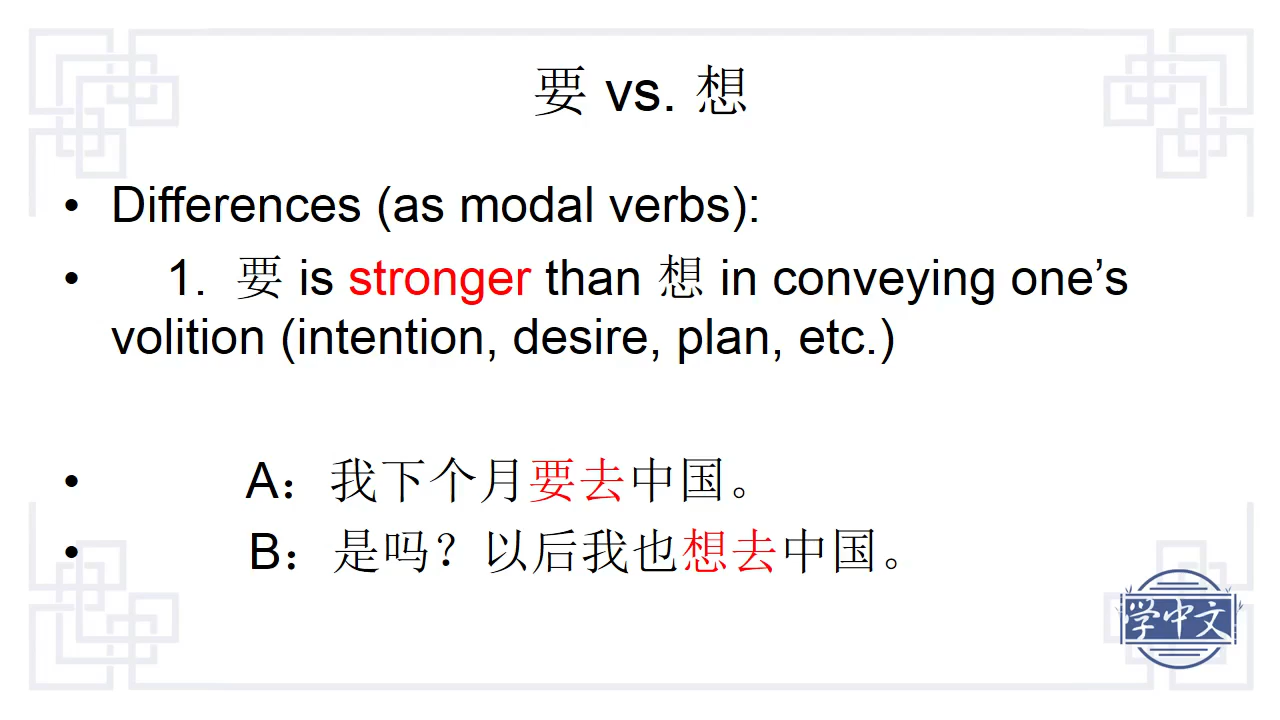 要 vs. 想
• Differences (as modal verbs):
• 1. 要 is stronger than 想 in conveying one’s
volition (intention, desire, plan, etc.)
• A：我下个月要去中国。
• B：是吗？以后我也想去中国。
学中文